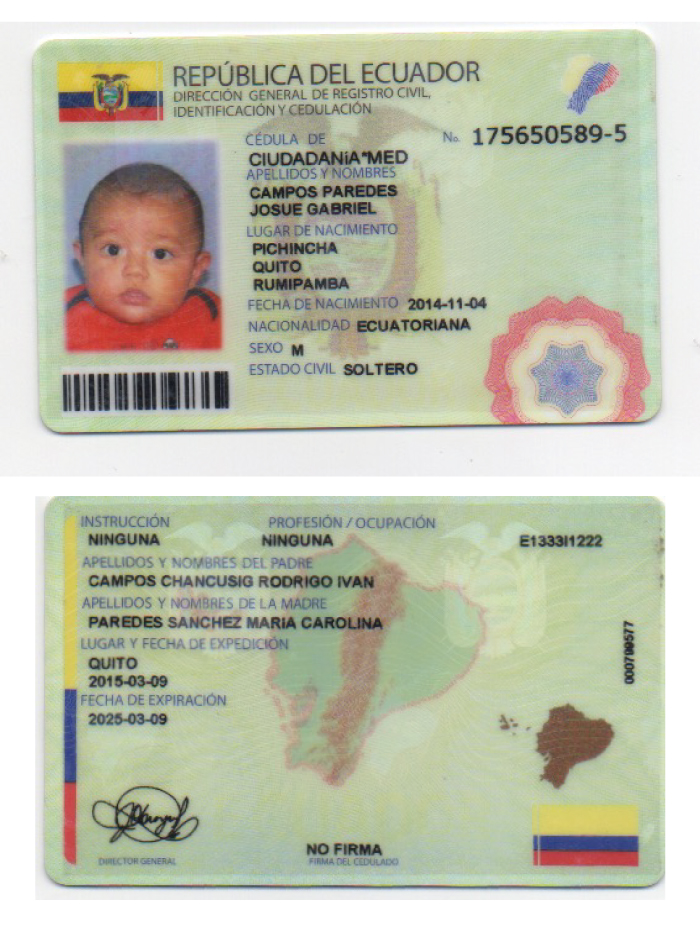 REPÚBLICA DEL ECUADOR
DIRECCIÓN GENERAL DE REGISTRO CIVIL,
IDENTIFICACIÓN Y CEDULACIÓN
CÉDULA DE No. 175650589-5
CIUDADANíA*MED
APELLIDOS Y NOMBRES
CAMPOS PAREDES
JOSUE GABRIEL
LUGAR DE NACIMIENTO
PICHINCHA
QUITO
RUMIPAMBA
FECHA DE NACIMIENTO 2014-11-04
NACIONALIDAD ECUATORIANA
SEXO M
ESTADO CIVIL SOLTERO
INSTRUCCIÓN PROFESIÓN / OCUPACIÓN
NINGUNA NINGUNA E1333I1222
APELLIDOS Y NOMBRES DEL PADRE
CAMPOS CHANCUSIG RODRIGO IVAN
APELLIDOS Y NOMBRES DE LA MADRE
PAREDES SANCHEZ MARIA CAROLINA
LUGAR Y FECHA DE EXPEDICIÓN
QUITO
2015-03-09
FECHA DE EXPIRACIÓN
2025-03-09
000799577
NO FIRMA
DIRECTOR GENERAL FIRMA DEL CEDULADO